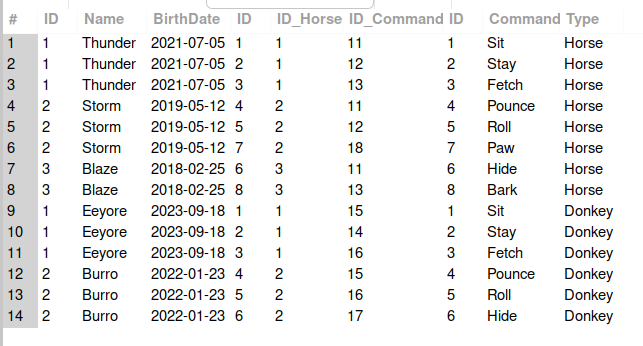 # ID Name BirthDate ID ID_Horse ID_Command ID Command Type
1 1 Thunder 2021-07-05 1 1 11 1 Sit Horse
2 1 Thunder 2021-07-05 2 1 12 2 Stay Horse
3 1 Thunder 2021-07-05 3 1 13 3 Fetch Horse
4 2 Storm 2019-05-12 4 2 11 4 Pounce Horse
5 2 Storm 2019-05-12 5 2 12 5 Roll Horse
6 2 Storm 2019-05-12 7 2 18 7 Paw Horse
7 3 Blaze 2018-02-25 6 3 11 6 Hide Horse
8 3 Blaze 2018-02-25 8 3 13 8 Bark Horse
9 1 Eeyore 2023-09-18 1 1 15 1 Sit Donkey
10 1 Eeyore 2023-09-18 2 1 14 2 Stay Donkey
11 1 Eeyore 2023-09-18 3 1 16 3 Fetch Donkey
12 2 Burro 2022-01-23 4 2 15 4 Pounce Donkey
13 2 Burro 2022-01-23 5 2 16 5 Roll Donkey
14 2 Burro 2022-01-23 6 2 17 6 Hide Donkey